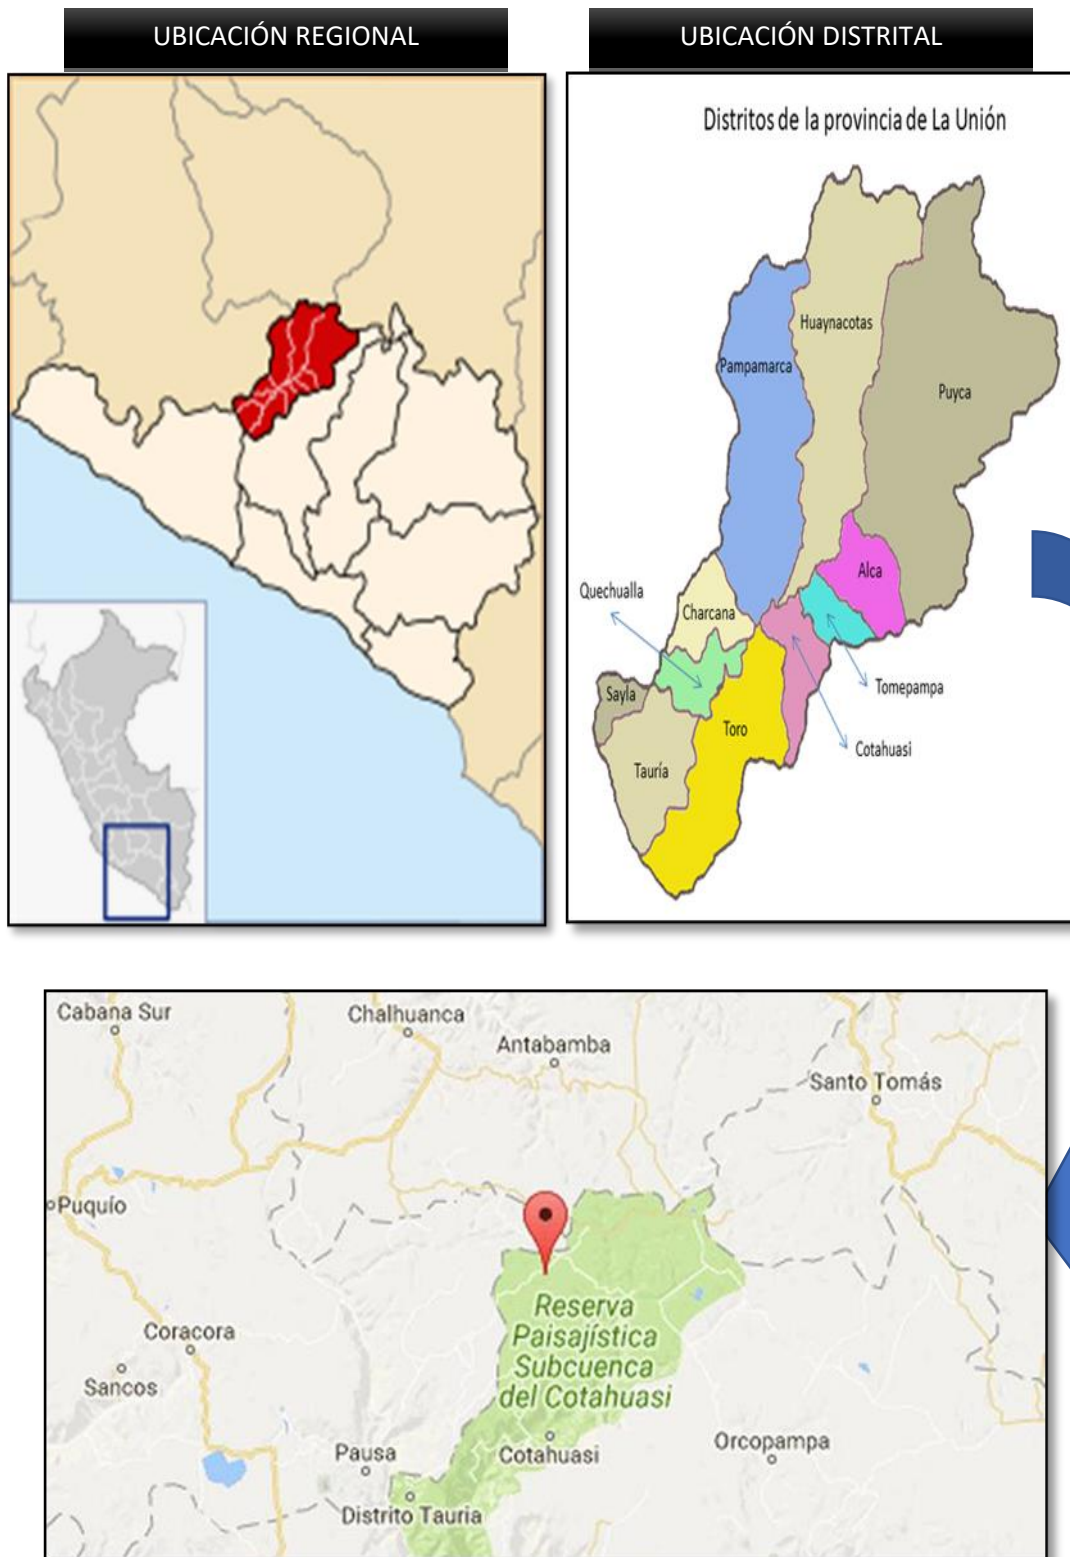 UBICACIÓN REGIONAL
UBICACIÓN DISTRITAL
Distritos de la provincia de La Unión
Huaynacotas
Pampamarca
Puyca
Alca
Quechualla
Charcana
Tomepampa
Sayla
Toro
Cotahuasi
Tauría
Cabana Sur
Chalhuanca
Antabamba
Santo Tomás
Puquío
Reserva
Paisajística
Subcuenca
del Cotahuasi
Coracora
Sancos
Pausa
Cotahuasi
Orcopampa
Distrito Tauria